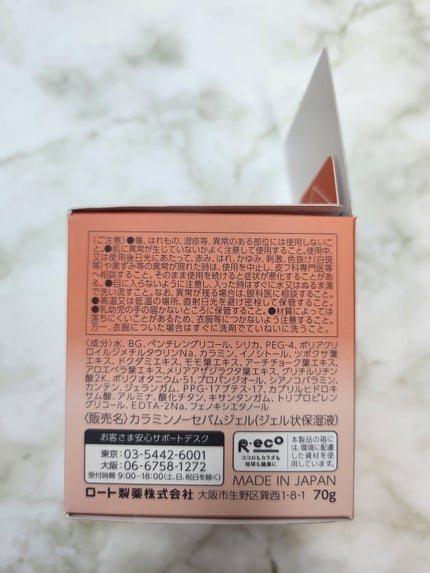 〈ご注意〉●傷、はれもの、湿疹等、異常のある部位には使用しないこ
と。●肌に異常が生じていないかよく注意して使用すること。使用中、
又は使用後日光にあたって、赤み、はれ、かゆみ、刺激、色抜け(白斑
等)や黒ずみ等の異常が現れた時は、使用を中止し、皮フ科専門医等
へ相談すること。そのまま使用を続けると症状が悪化することがあ
る。●目に入らないように注意し、入った時はすぐに水又はぬるま湯
で洗い流すこと。なお、異常が残る場合は、眼科医に相談すること。
●高温又は低温の場所、直射日光を避け密栓して保管すること。
●乳幼児の手の届かないところに保管すること。●材質によっては
落ちにくいことがあるため、衣服等につかないよう注意すること。
万一、衣服についた場合はすぐに洗剤でていねいに洗うこと。
〈成分〉水、BG、ペンチレングリコール、シリカ、PEG-4、ポリアク
リロイルジメチルタウリンNa、カラミン、イノシトール、ツボクサ葉
エキス、ドクダミエキス、モモ葉エキス、アーチチョーク葉エキス、
アロエベラ葉エキス、メリアアザジラクタ葉エキス、グリチルリチン
酸2K、ポリクオタニウム-51、プロパンジオール、シアノコバラミン、
カンテン、ジェランガム、PPG-17ブテス-17、カプリルヒドロキ
サム酸、アルミナ、酸化チタン、キサンタンガム、トリプロピレ
ングリコール、EDTA-2Na、フェノキシエタノール
〈販売名〉カラミンノーセバムジェル(ジェル状保湿液)
お客さま安心サポートデスク
東京:03-5442-6001
大阪:06-6758-1272
受付時間 9:00~18:00(土、日、祝日を除く)
R·eco
ココロもカラダも
地球も健康に
本製品の箱に
は、環境に配慮
した資材を使
用しています。
MADE IN JAPAN
ロート製薬株式会社 大阪市生野区巽西1-8-1 70g